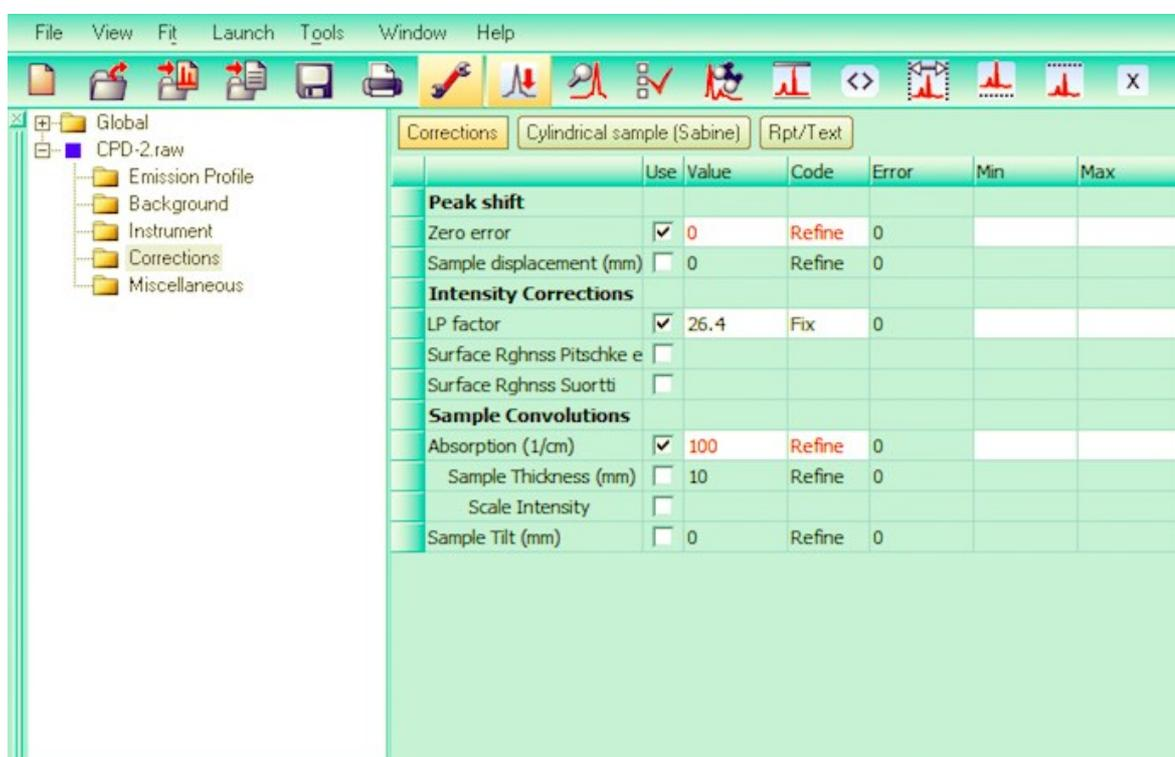 File View Fit Launch Tools Window Help
<> X
Global
CPD-2.raw
Emission Profile
Background
Instrument
Corrections
Miscellaneous
Corrections Cylindrical sample (Sabine) Rpt/Text
Use Value Code Error Min Max
Peak shift
Zero error 0 Refine 0
Sample displacement (mm) 0 Refine 0
Intensity Corrections
LP factor 26.4 Fix 0
Surface Rghnss Pitschke e
Surface Rghnss Suortti
Sample Convolutions
Absorption (1/cm) 100 Refine 0
Sample Thickness (mm) 10 Refine 0
Scale Intensity
Sample Tilt (mm) 0 Refine 0